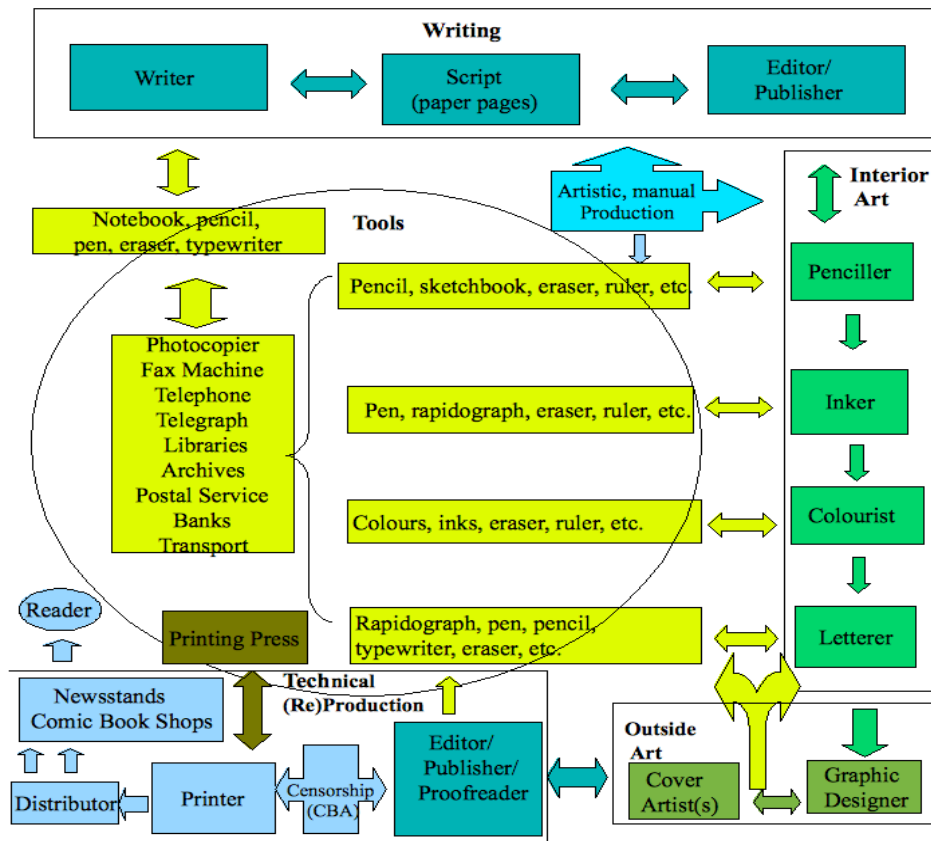 Writing
Writer
Script
(paper pages)
Editor/
Publisher
Artistic, manual
Production
Interior
Art
Notebook, pencil,
pen, eraser, typewriter
Tools
Pencil, sketchbook, eraser, ruler, etc.
Penciller
Photocopier
Fax Machine
Telephone
Telegraph
Libraries
Archives
Postal Service
Banks
Transport
Pen, rapidograph, eraser, ruler, etc.
Inker
Colours, inks, eraser, ruler, etc.
Colourist
Reader
Printing Press
Rapidograph, pen, pencil,
typewriter, eraser, etc.
Letterer
Technical
(Re)Production
Newsstands
Comic Book Shops
Editor/
Publisher/
Proofreader
Outside
Art
Distributor
Printer
Censorship
(CBA)
Cover
Artist(s)
Graphic
Designer